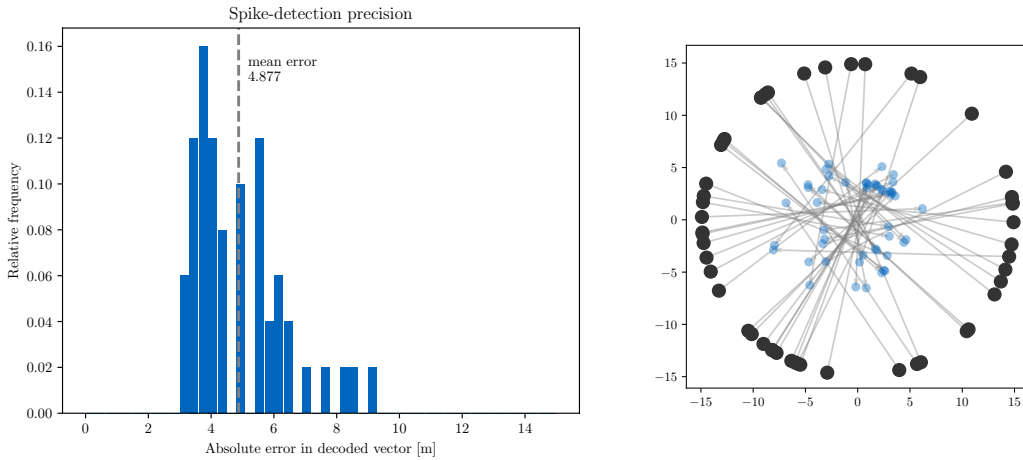 Spike-detection precision
mean error
4.877
0.16
0.14
0.12
0.10
0.08
0.06
0.04
0.02
0.00
Relative frequency
0 2 4 6 8 10 12 14
Absolute error in decoded vector [m]
15
10
5
0
−5
−10
−15
−15 −10 −5 0 5 10 15